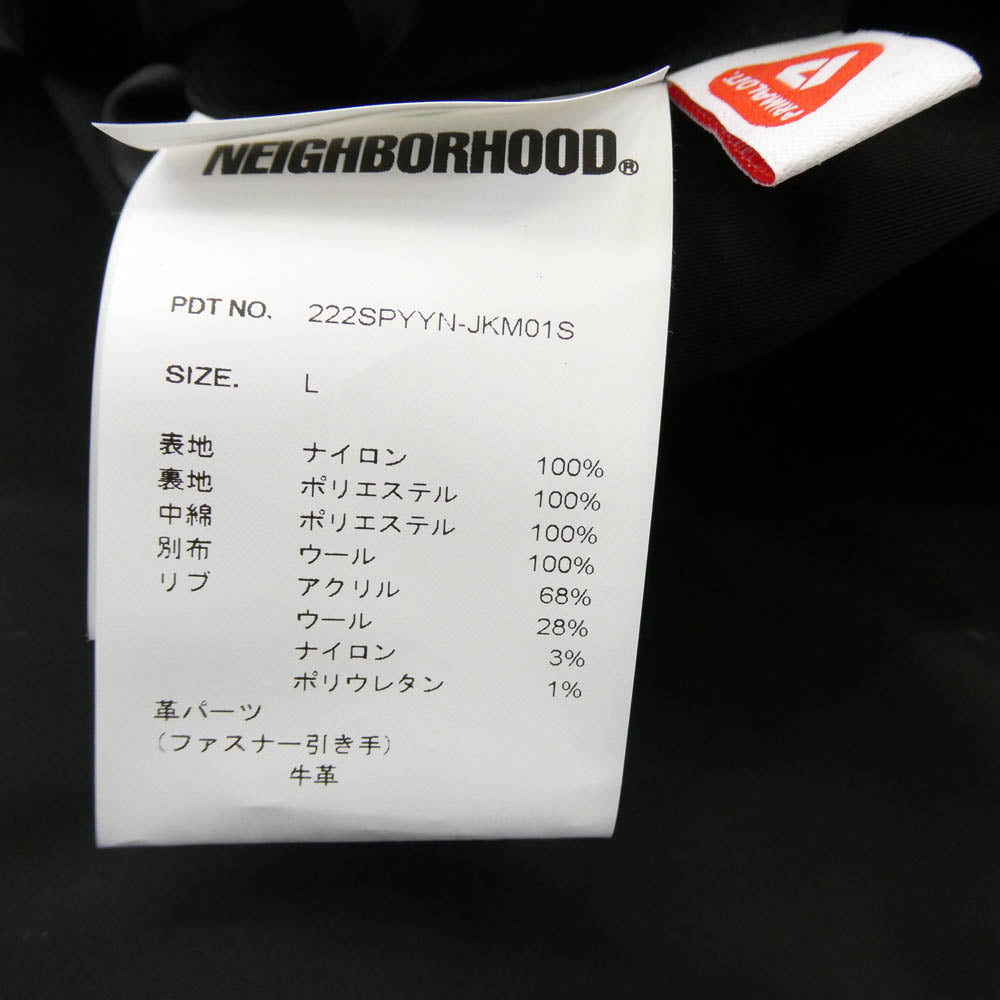 NEIGHBORHOOD®
PRIMALOFT®
PDT NO. 222SPYYN-JKM01S
SIZE. L
表地 ナイロン 100%
裏地 ポリエステル 100%
中綿 ポリエステル 100%
別布 ウール 100%
リブ アクリル 68%
ウール 28%
ナイロン 3%
ポリウレタン 1%
革パーツ
(ファスナー引き手)
牛革